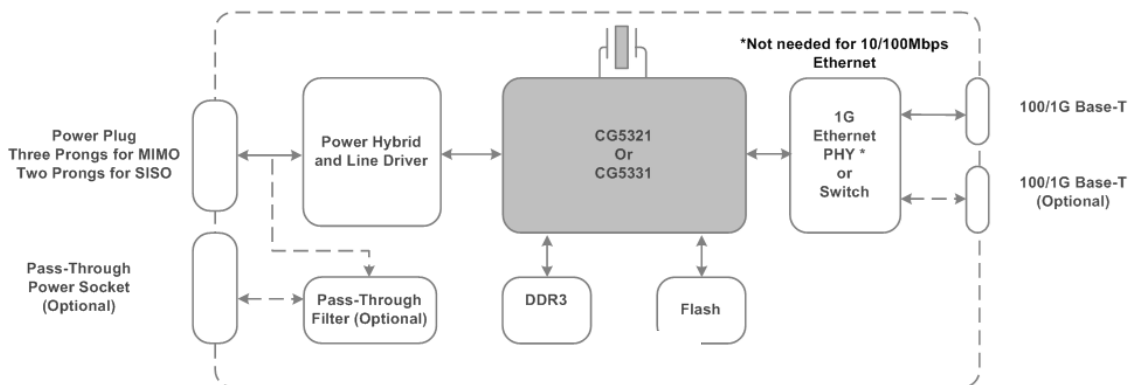 *Not needed for 10/100Mbps
Ethernet
Power Plug
Three Prongs for MIMO
Two Prongs for SISO
Power Hybrid
and Line Driver
CG5321
Or
CG5331
1G
Ethernet
PHY *
or
Switch
100/1G Base-T
100/1G Base-T
(Optional)
Pass-Through
Power Socket
(Optional)
Pass-Through
Filter (Optional)
DDR3
Flash